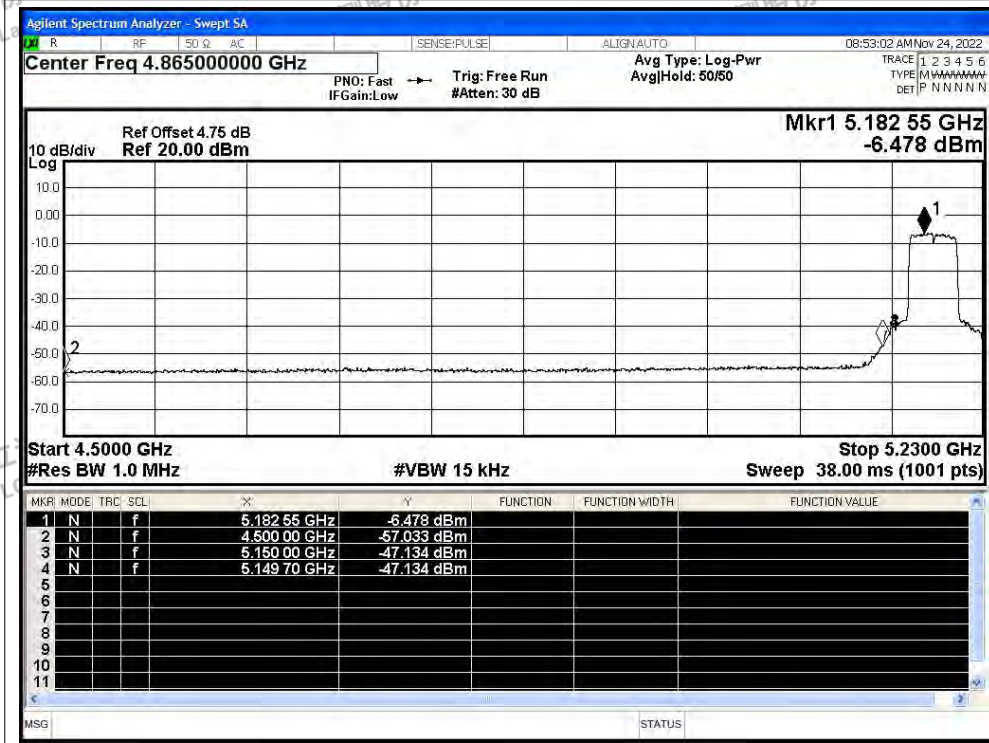 Agilent Spectrum Analyzer - Swept SA
LXI R RF 50 Ω AC SENSE:PULSE ALIGNAUTO 08:53:02 AM Nov 24, 2022
Center Freq 4.865000000 GHz
PNO: Fast
IFGain:Low
Trig: Free Run
#Atten: 30 dB
Avg Type: Log-Pwr
Avg|Hold: 50/50
TRACE 1 2 3 4 5 6
TYPE M W W W W W
DET P N N N N N
Ref Offset 4.75 dB
10 dB/div Ref 20.00 dBm
Log
Mkr1 5.182 55 GHz
-6.478 dBm
10.0
0.00
-10.0
-20.0
-30.0
-40.0
-50.0
-60.0
-70.0
1
2
Start 4.5000 GHz Stop 5.2300 GHz
#Res BW 1.0 MHz #VBW 15 kHz Sweep 38.00 ms (1001 pts)
MKR MODE TRC SCL X Y FUNCTION FUNCTION WIDTH FUNCTION VALUE
1 N f 5.182 55 GHz -6.478 dBm
2 N f 4.500 00 GHz -57.033 dBm
3 N f 5.150 00 GHz -47.134 dBm
4 N f 5.149 70 GHz -47.134 dBm
5
6
7
8
9
10
11
MSG STATUS